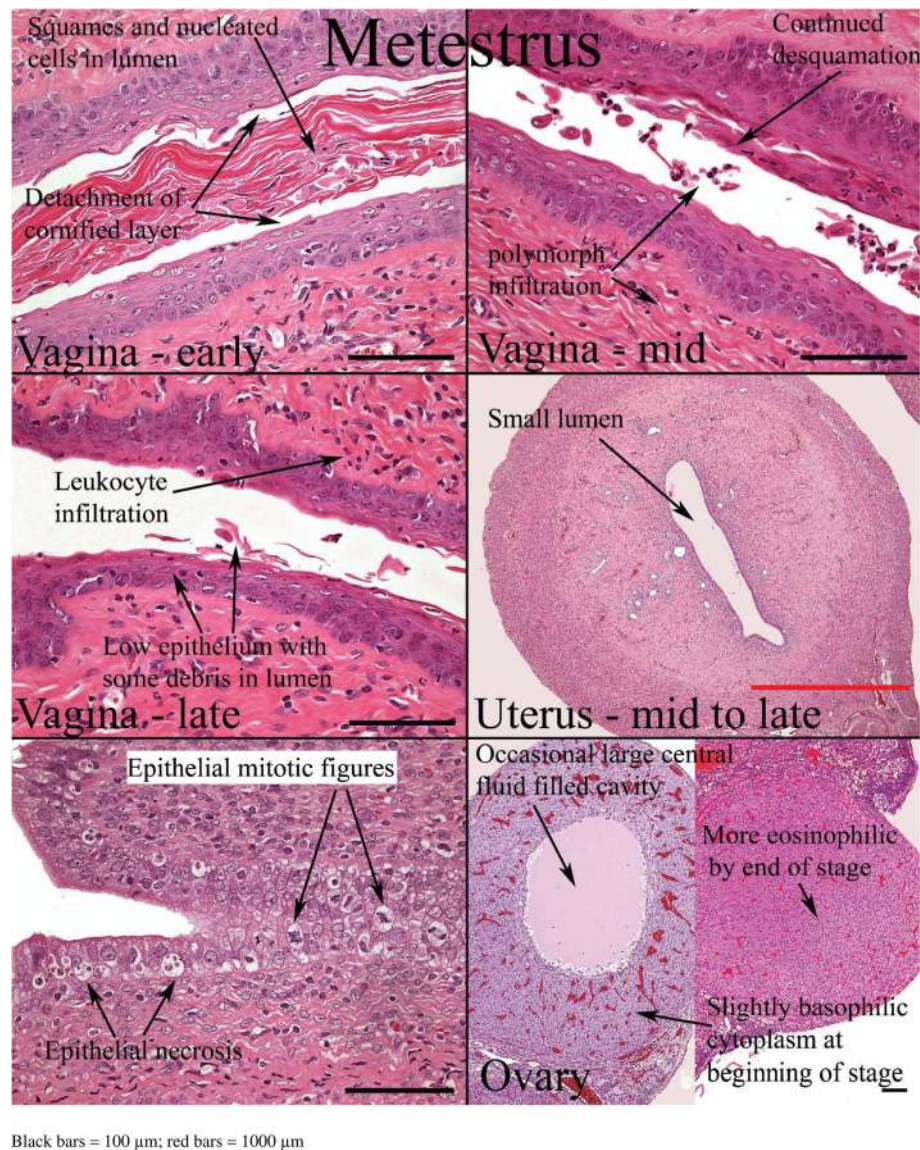 Metestrus
Squames and nucleated
cells in lumen
Detachment of
cornified layer
Vagina - early
Continued
desquamation
polymorph
infiltration
Vagina - mid
Leukocyte
infiltration
Low epithelium with
some debris in lumen
Vagina - late
Small lumen
Uterus - mid to late
Epithelial mitotic figures
Epithelial necrosis
Occasional large central
fluid filled cavity
More eosinophilic
by end of stage
Slightly basophilic
cytoplasm at
beginning of stage
Ovary
Black bars = 100 µm; red bars = 1000 µm